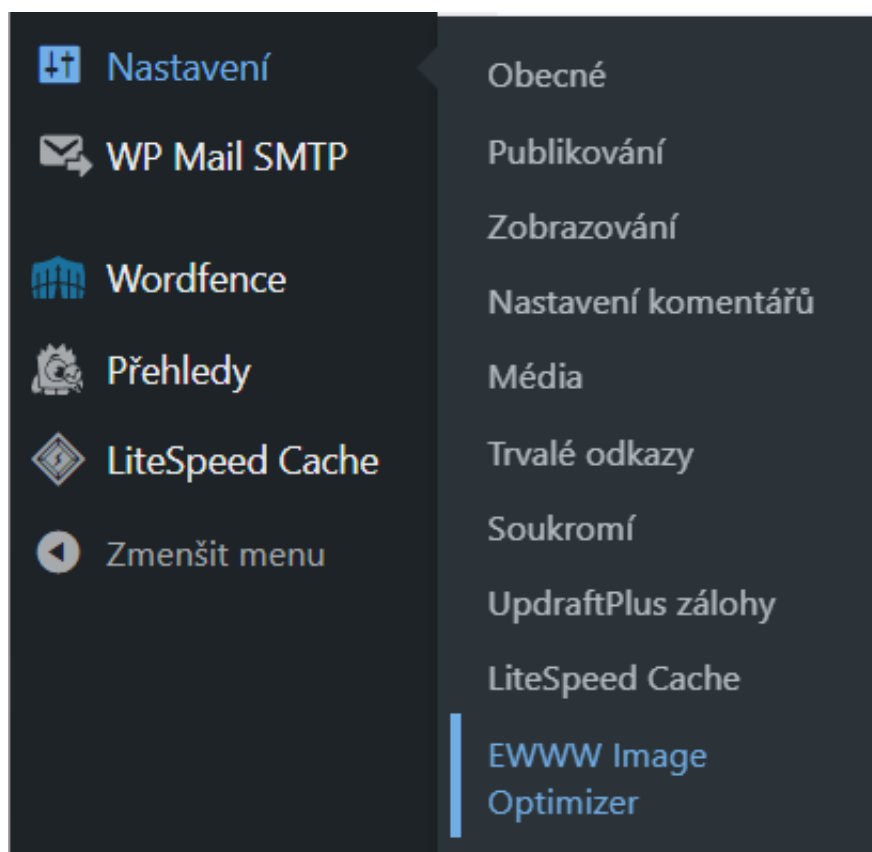 Nastavení
WP Mail SMTP
Wordfence
Přehledy
LiteSpeed Cache
Zmenšit menu
Obecné
Publikování
Zobrazování
Nastavení komentářů
Média
Trvalé odkazy
Soukromí
UpdraftPlus zálohy
LiteSpeed Cache
EWWW Image
Optimizer